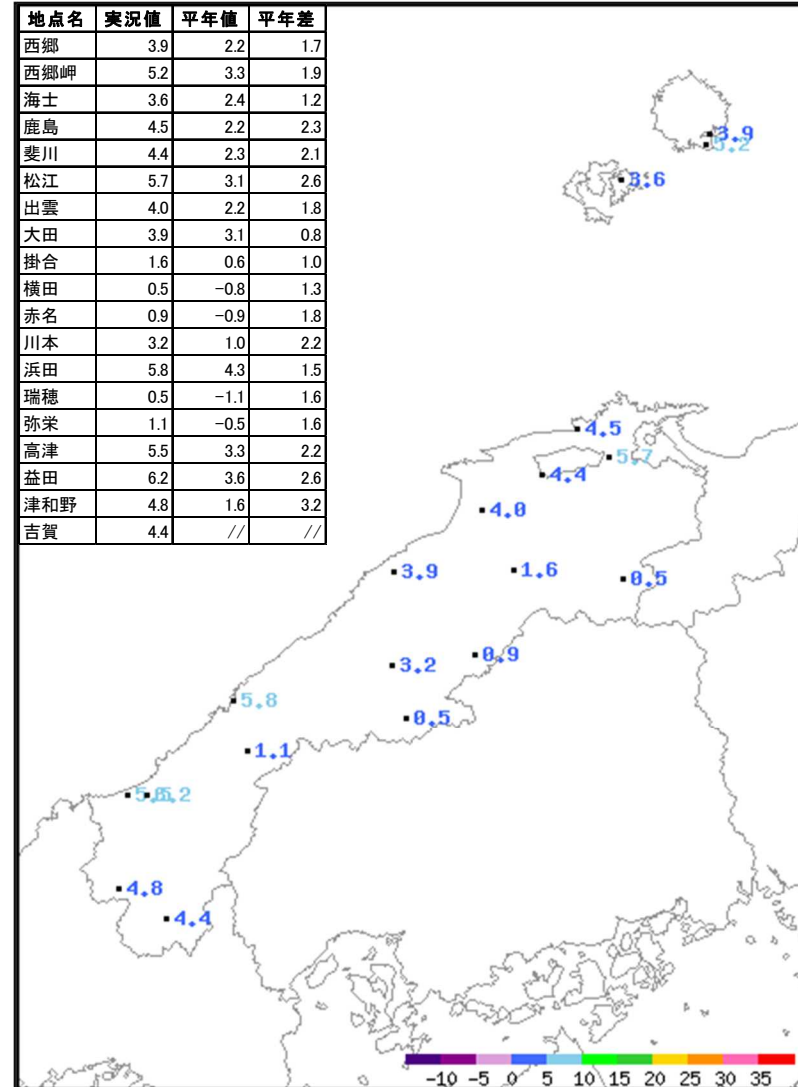 地点名 実況値 平年値 平年差
西郷 3.9 2.2 1.7
西郷岬 5.2 3.3 1.9
海士 3.6 2.4 1.2
鹿島 4.5 2.2 2.3
斐川 4.4 2.3 2.1
松江 5.7 3.1 2.6
出雲 4.0 2.2 1.8
大田 3.9 3.1 0.8
掛合 1.6 0.6 1.0
横田 0.5 -0.8 1.3
赤名 0.9 -0.9 1.8
川本 3.2 1.0 2.2
浜田 5.8 4.3 1.5
瑞穂 0.5 -1.1 1.6
弥栄 1.1 -0.5 1.6
高津 5.5 3.3 2.2
益田 6.2 3.6 2.6
津和野 4.8 1.6 3.2
吉賀 4.4 // //
3.9
5.2
3.6
4.5
5.7
4.4
4.0
3.9
1.6
0.5
0.9
3.2
5.8
0.5
1.1
5.5
6.2
4.8
4.4
-10 -5 0 5 10 15 20 25 30 35